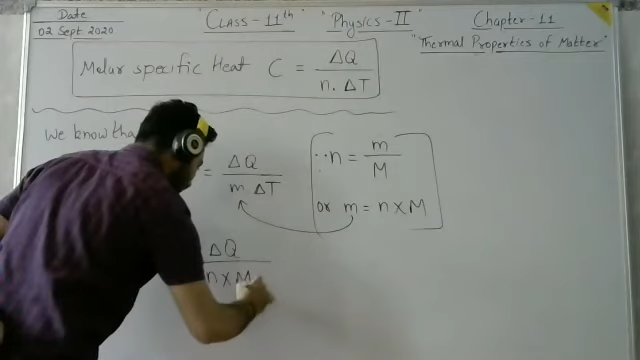 Date
02 Sept 2020
"Class-11th" "Physics-II"
Chapter-11
"Thermal Properties of Matter"
Molar specific Heat C = ΔQ / n. ΔT
We know tha
= ΔQ / m ΔT
∵ n = m / M
or m = n × M
ΔQ / n × M